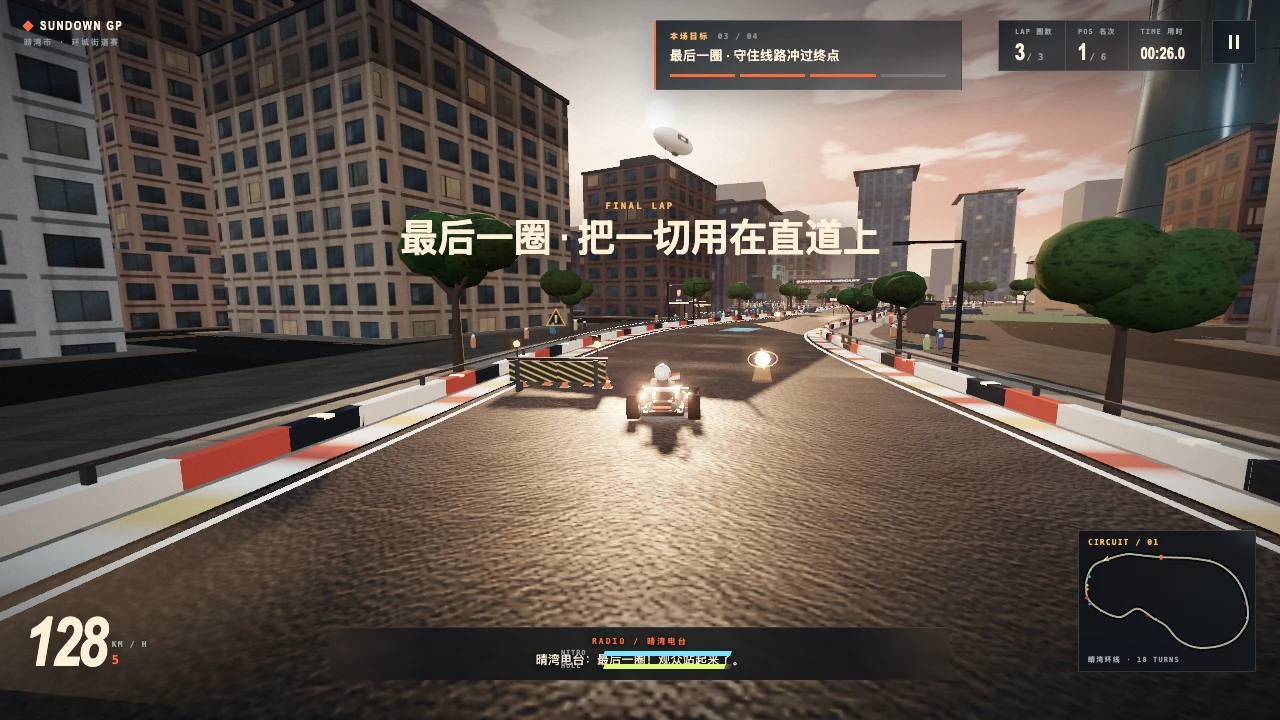 SUNDOWN GP
晴湾市 · 环城街道赛
本场目标 03 / 04
最后一圈 · 守住线路冲过终点
LAP 圈数
3 / 3
POS 名次
1 / 6
TIME 用时
00:26.0
FINAL LAP
最后一圈 · 把一切用在直道上
CIRCUIT / 01
晴湾环线 · 18 TURNS
128 KM / H
5
RADIO / 晴湾电台
NITRO
晴湾电台：最后一圈！观众站起来了。